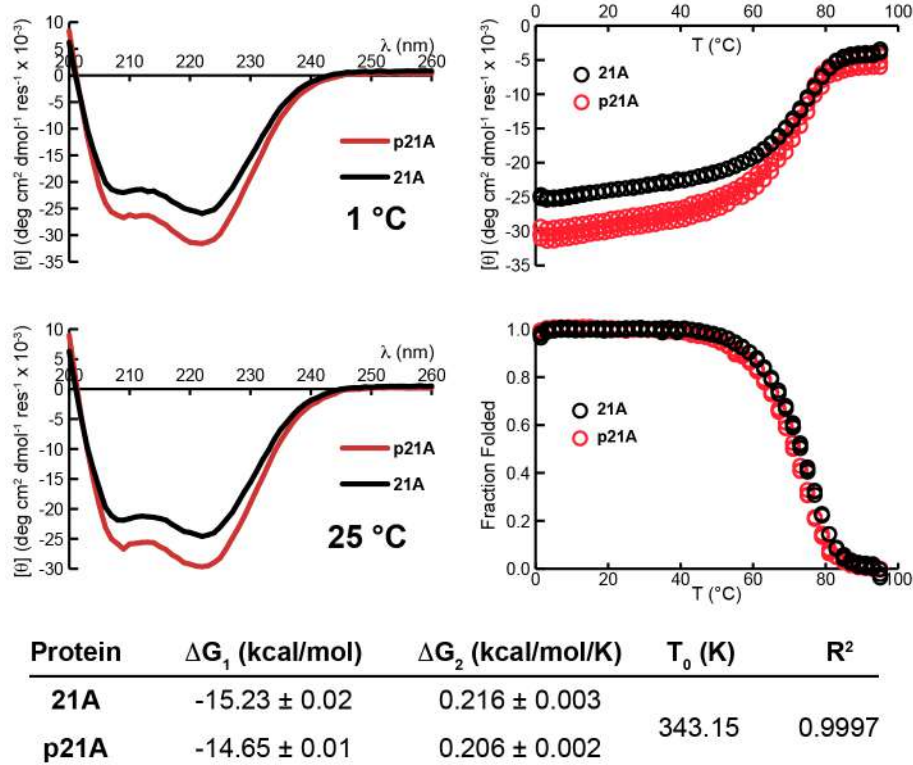 10
5
0
-5
-10
-15
-20
-25
-30
-35
λ (nm)
200 210 220 230 240 250 260
p21A
21A
1 °C
[θ] (deg cm² dmol⁻¹ res⁻¹ x 10⁻³)
0 20 40 60 80 100
T (°C)
0
-5
-10
-15
-20
-25
-30
-35
21A
p21A
[θ] (deg cm² dmol⁻¹ res⁻¹ x 10⁻³)
10
5
0
-5
-10
-15
-20
-25
-30
λ (nm)
200 210 220 230 240 250 260
p21A
21A
25 °C
[θ] (deg cm² dmol⁻¹ res⁻¹ x 10⁻³)
1.0
0.8
0.6
0.4
0.2
0.0
Fraction Folded
21A
p21A
0 20 40 60 80 100
T (°C)
Protein ΔG₁ (kcal/mol) ΔG₂ (kcal/mol/K) T₀ (K) R²
21A -15.23 ± 0.02 0.216 ± 0.003
343.15 0.9997
p21A -14.65 ± 0.01 0.206 ± 0.002